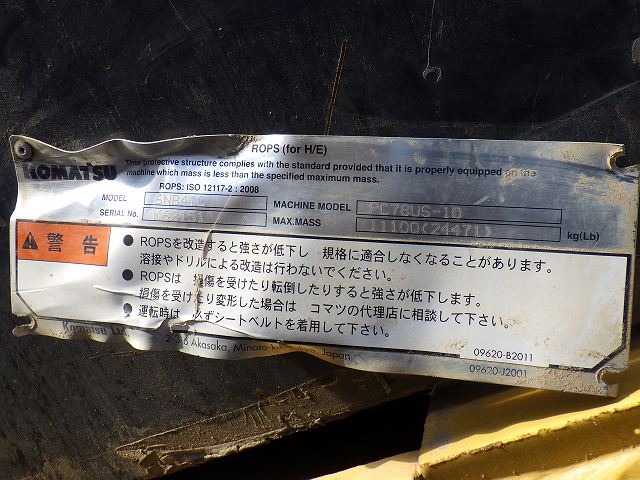 ROPS (for H/E)
KOMATSU
This protective structure complies with the standard provided that it is properly equipped on the
machine which mass is less than the specified maximum mass.
ROPS: ISO 12117-2 : 2008
MODEL MACHINE MODEL PC78US-10
SERIAL No. MAX.MASS 11100(24471) kg(Lb)
警告
● ROPSを改造すると強さが低下し 規格に適合しなくなることがあります。
溶接やドリルによる改造は行わないでください。
● ROPSは 損傷を受けたり転倒したりすると強さが低下します。
損傷を受けたり変形した場合は コマツの代理店に相談して下さい。
● 運転時は 必ずシートベルトを着用して下さい。
09620-B2011
Komatsu Ltd.
2-3-6 Akasaka, Minato-ku, Japan
09620-J2001